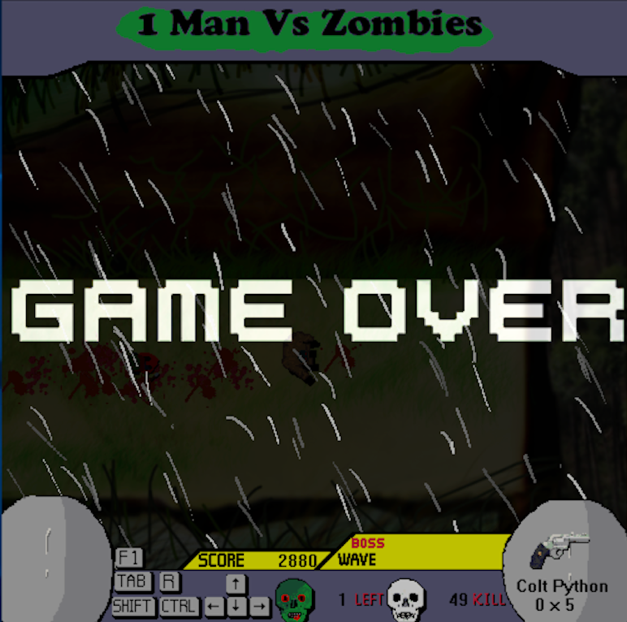 1 Man Vs Zombies
GAME OVER
BOSS
SCORE 2880 WAVE
F1
TAB R ↑
SHIFT CTRL ← ↓ →
1 LEFT 49 KILL
Colt Python
0 x 5